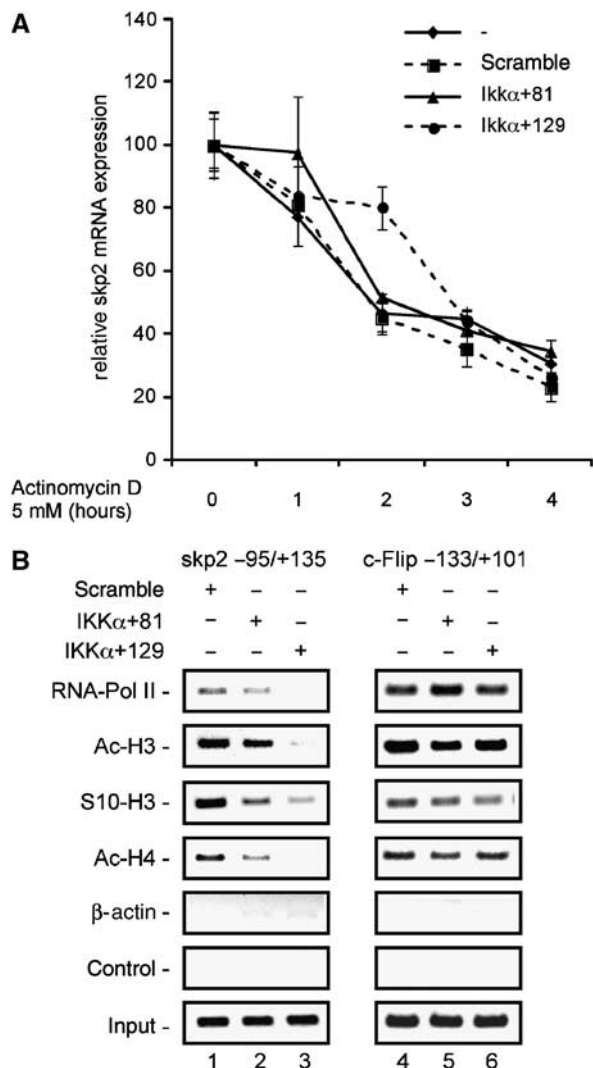 A
140
120
100
80
60
40
20
0
relative skp2 mRNA expression
-
Scramble
Ikkα+81
Ikkα+129
Actinomycin D
5 mM (hours)
0 1 2 3 4
B
skp2 –95/+135 c-Flip –133/+101
Scramble + – – + – –
IKKα+81 – + – – + –
IKKα+129 – – + – – +
RNA-Pol II -
Ac-H3 -
S10-H3 -
Ac-H4 -
β-actin -
Control -
Input -
1 2 3 4 5 6